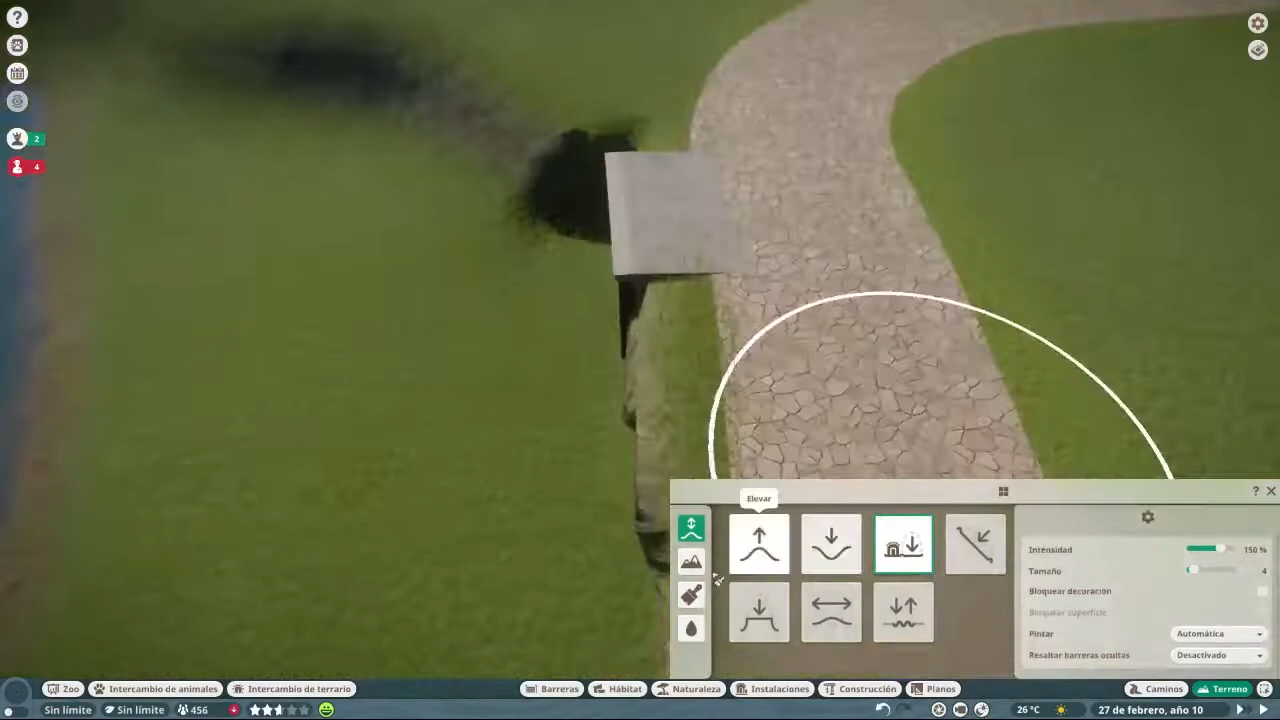 ?
2
4
Elevar
?
Intensidad
150 %
Tamaño
4
Bloquear decoración
Bloquear superficie
Pintar
Automática
Resaltar barreras ocultas
Desactivado
Zoo
Intercambio de animales
Intercambio de terrario
Barreras
Hábitat
Naturaleza
Instalaciones
Construcción
Planos
Caminos
Terreno
Sin límite
Sin límite
456
26 °C
27 de febrero, año 10